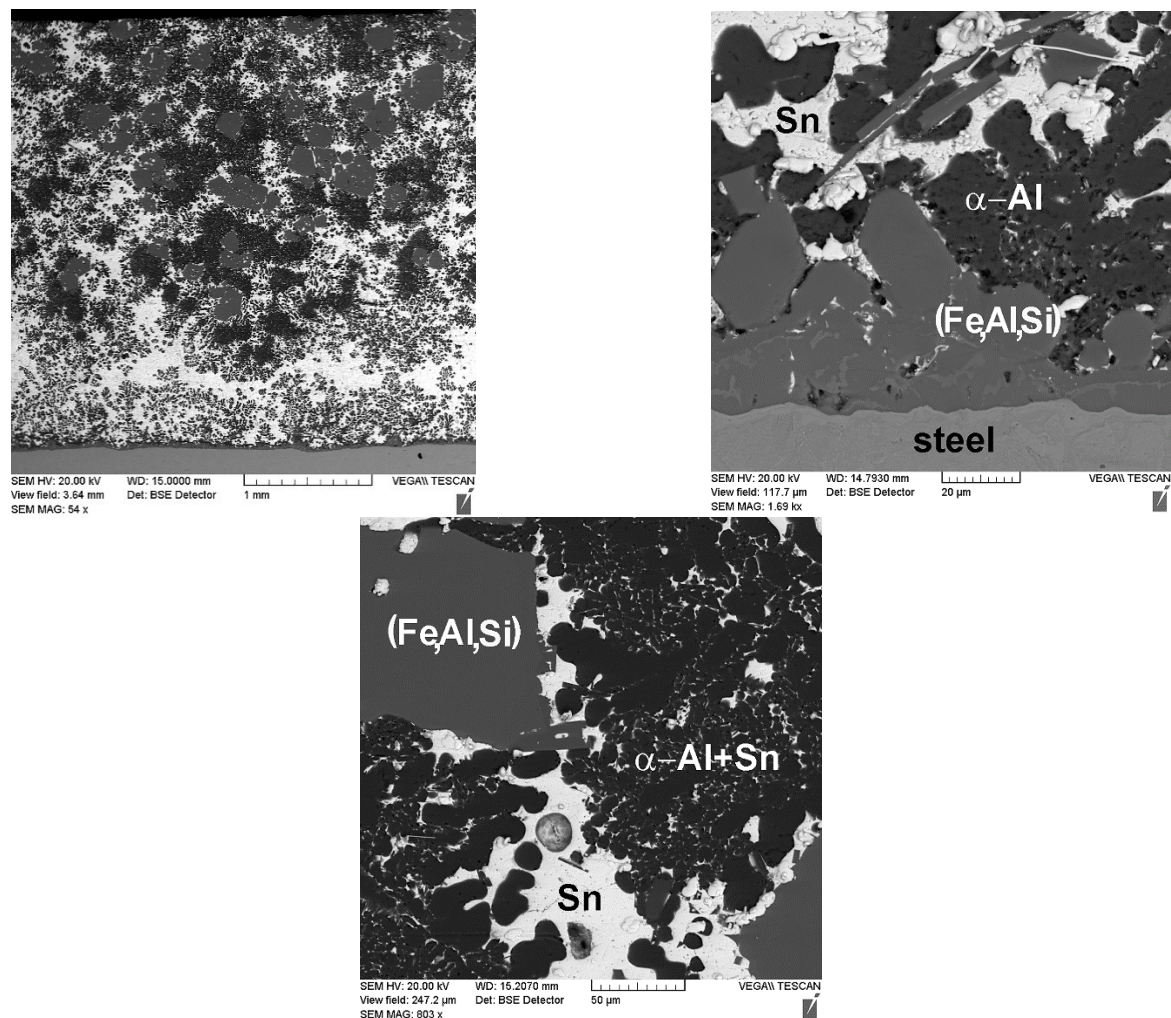 SEM HV: 20.00 kV WD: 15.0000 mm VEGA\\ TESCAN
View field: 3.64 mm Det: BSE Detector 1 mm
SEM MAG: 54 x
Sn
α–Al
(Fe,Al,Si)
steel
SEM HV: 20.00 kV WD: 14.7930 mm VEGA\\ TESCAN
View field: 117.7 µm Det: BSE Detector 20 µm
SEM MAG: 1.69 kx
(Fe,Al,Si)
α–Al+Sn
Sn
SEM HV: 20.00 kV WD: 15.2070 mm VEGA\\ TESCAN
View field: 247.2 µm Det: BSE Detector 50 µm
SEM MAG: 803 x